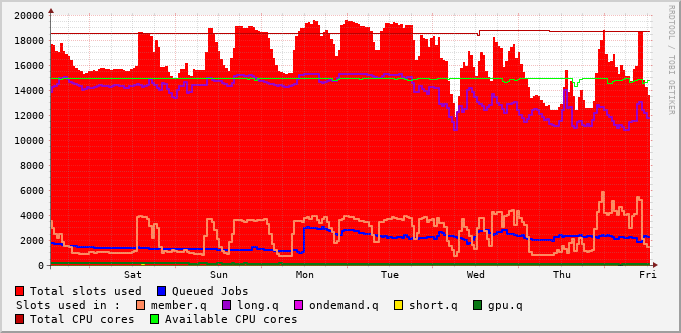 20000
18000
16000
14000
12000
10000
8000
6000
4000
2000
0
Sat Sun Mon Tue Wed Thu Fri
RRDTOOL / TOBI OETIKER
Total slots used Queued Jobs
Slots used in : member.q long.q ondemand.q short.q gpu.q
Total CPU cores Available CPU cores